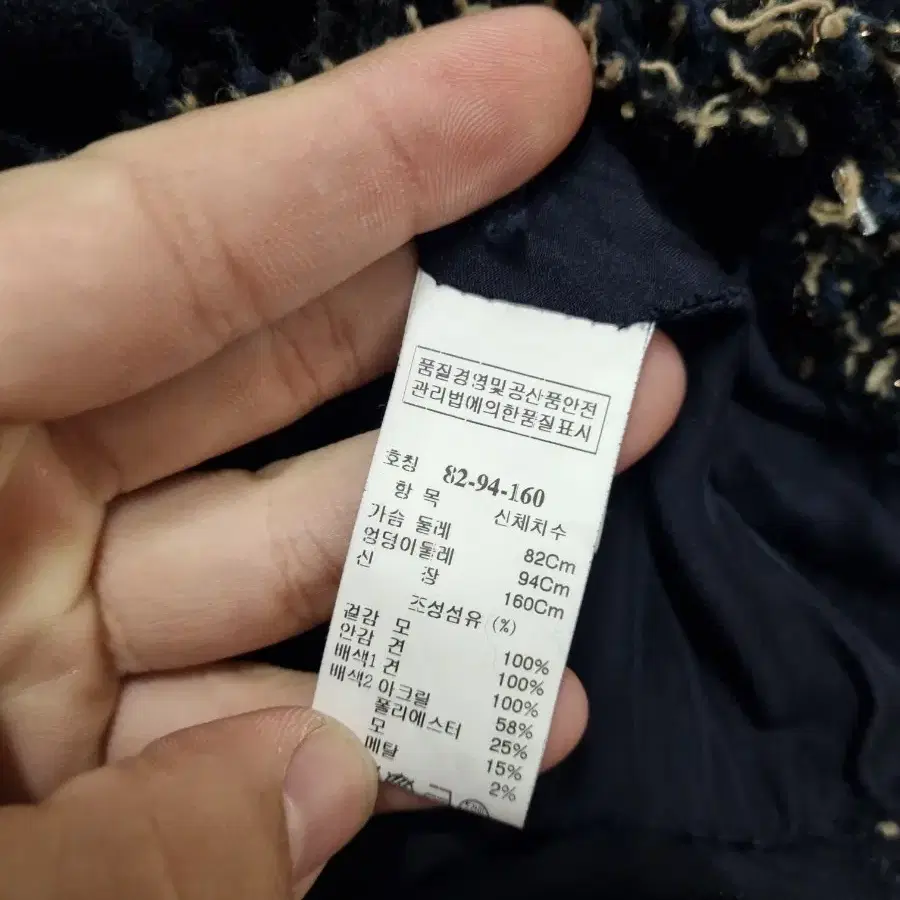 품질경영및공산품안전
관리법에의한품질표시
호칭 82-94-160
항 목 신체치수
가슴 둘레 82Cm
엉덩이둘레 94Cm
신 장 160Cm
조성섬유 (%)
겉감 모 100%
안감 견 100%
배색1 견 100%
배색2 아크릴 58%
폴리에스터 25%
모 15%
메탈 2%